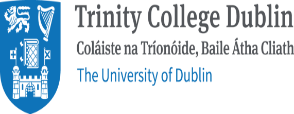 Trinity College Dublin
Coláiste na Tríonóide, Baile Átha Cliath
The University of Dublin